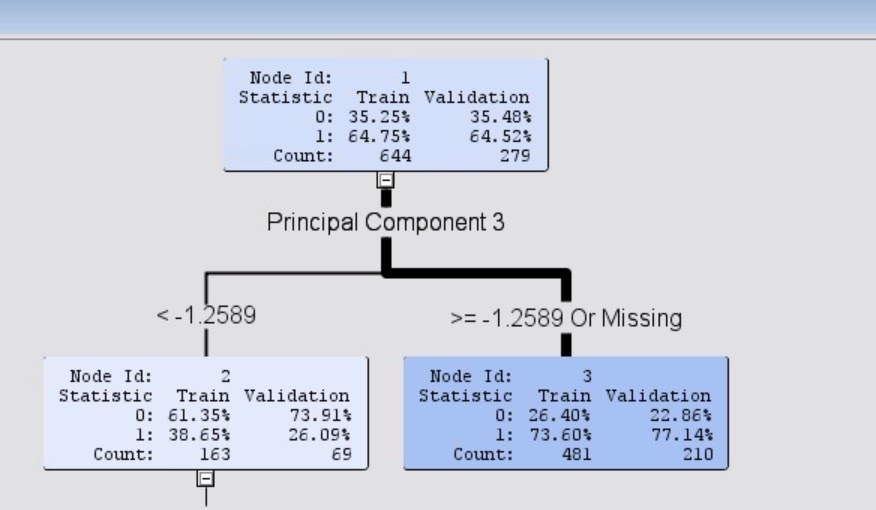 Node Id: 1
Statistic Train Validation
0: 35.25% 35.48%
1: 64.75% 64.52%
Count: 644 279
Principal Component 3
< -1.2589
>= -1.2589 Or Missing
Node Id: 2
Statistic Train Validation
0: 61.35% 73.91%
1: 38.65% 26.09%
Count: 163 69
Node Id: 3
Statistic Train Validation
0: 26.40% 22.86%
1: 73.60% 77.14%
Count: 481 210